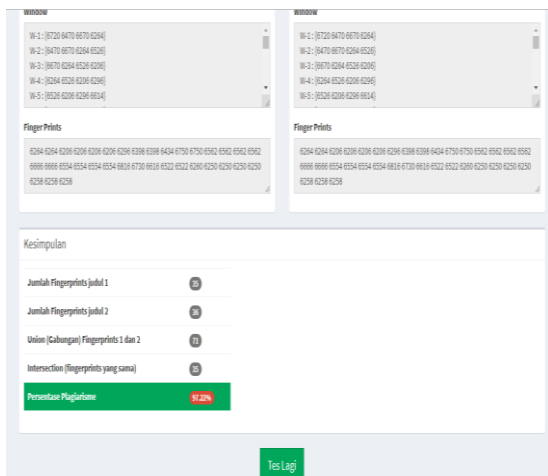 Window
W-1 : {6720 6470 6670 6264}
W-2 : {6470 6670 6264 6526}
W-3 : {6670 6264 6526 6206}
W-4 : {6264 6526 6206 6296}
W-5 : {6526 6206 6296 6614}
Finger Prints
6264 6264 6206 6206 6206 6206 6296 6398 6398 6434 6750 6750 6562 6562 6562 6562
6666 6666 6554 6554 6554 6554 6816 6730 6616 6522 6522 6260 6250 6250 6250 6250
6258 6258 6258
Window
W-1 : {6720 6470 6670 6264}
W-2 : {6470 6670 6264 6526}
W-3 : {6670 6264 6526 6206}
W-4 : {6264 6526 6206 6296}
W-5 : {6526 6206 6296 6614}
Finger Prints
6264 6264 6206 6206 6206 6206 6296 6398 6398 6434 6750 6750 6562 6562 6562 6562
6666 6666 6554 6554 6554 6554 6816 6730 6616 6522 6522 6260 6250 6250 6250 6250
6258 6258 6258
Kesimpulan
Jumlah Fingerprints judul 1 35
Jumlah Fingerprints judul 2 36
Union (Gabungan) Fingerprints 1 dan 2 71
Intersection (fingerprints yang sama) 35
Persentase Plagiarisme 97.22%
Tes Lagi